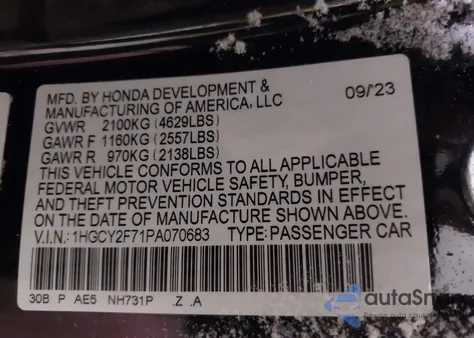 MFD. BY HONDA DEVELOPMENT & 09/'23
MANUFACTURING OF AMERICA, LLC
GVWR 2100KG (4629LBS)
GAWR F 1160KG (2557LBS)
GAWR R 970KG (2138LBS)
THIS VEHICLE CONFORMS TO ALL APPLICABLE
FEDERAL MOTOR VEHICLE SAFETY, BUMPER,
AND THEFT PREVENTION STANDARDS IN EFFECT
ON THE DATE OF MANUFACTURE SHOWN ABOVE.
V.I.N.:1HGCY2F71PA070683 TYPE:PASSENGER CAR
30B P AE5 NH731P .Z .A